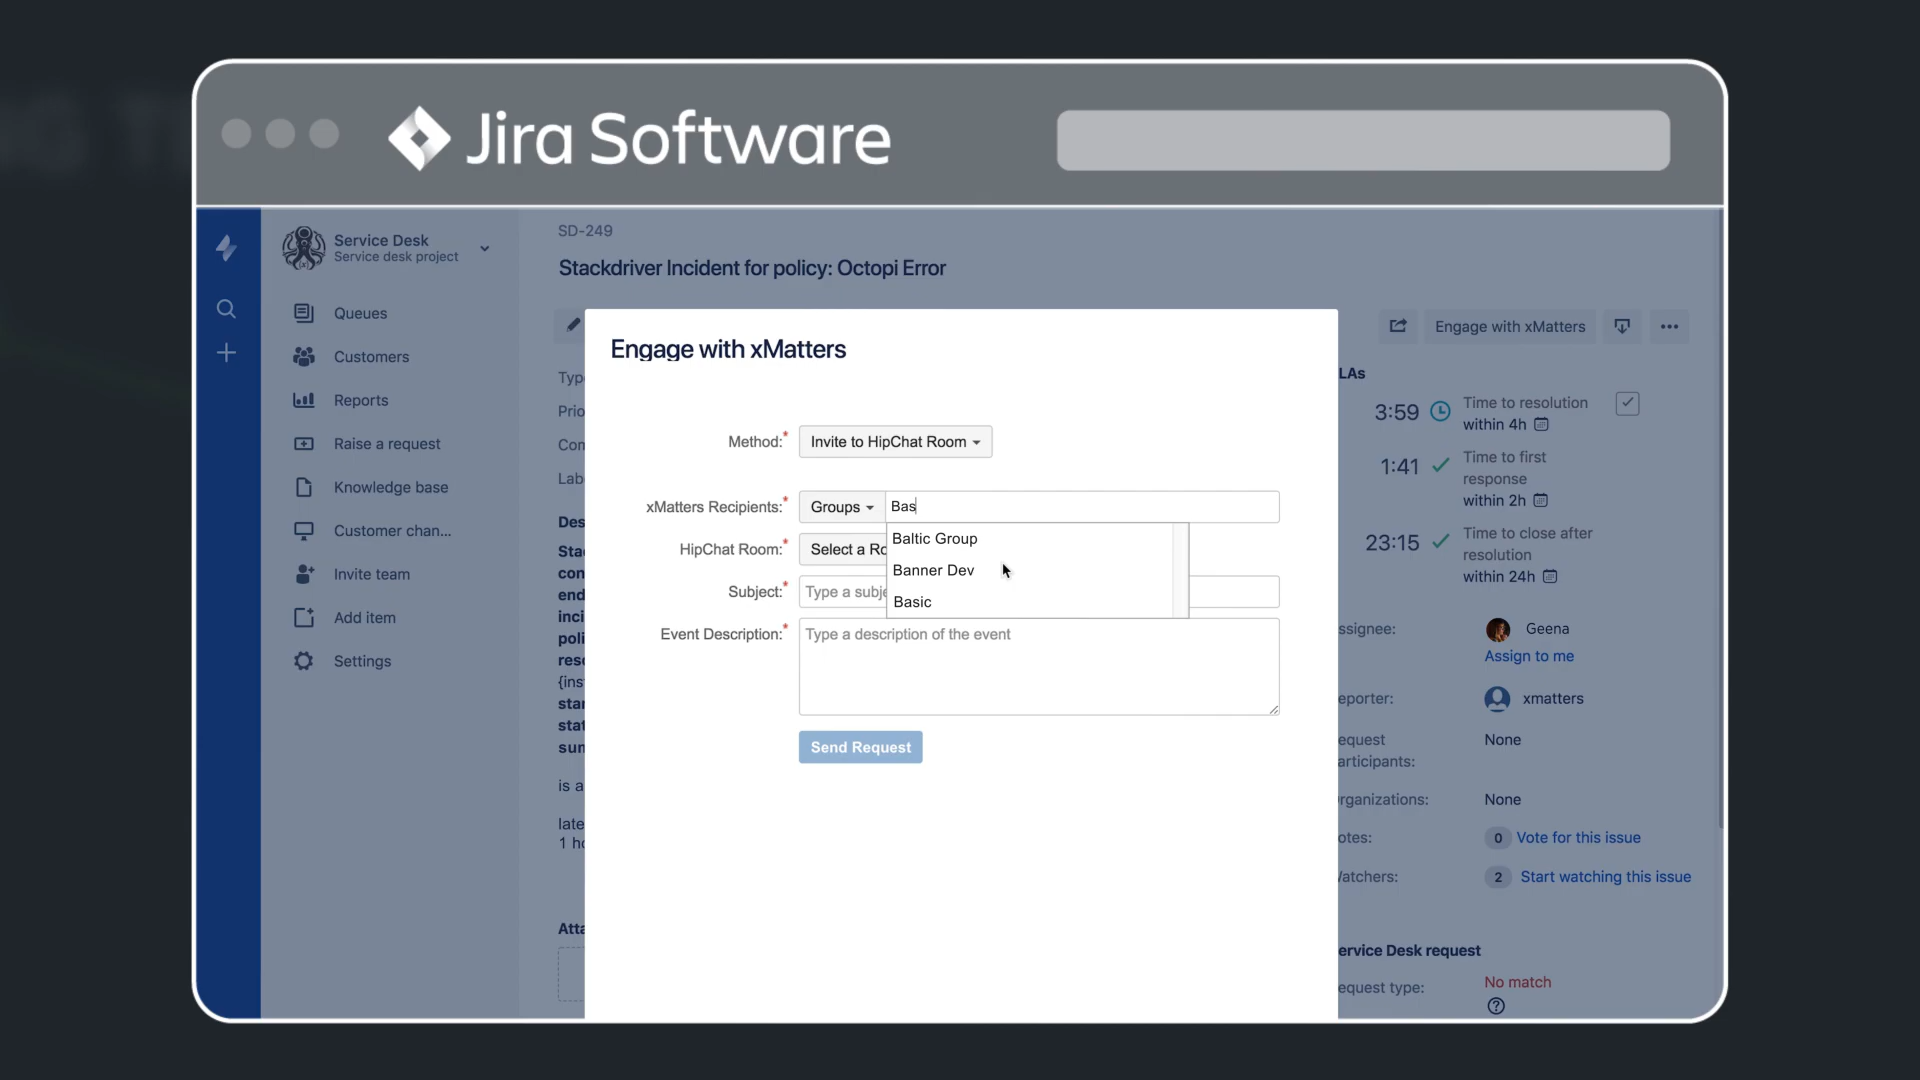 Jira Software
Service Desk
Service desk project
Queues
Customers
Reports
Raise a request
Knowledge base
Customer chan...
Invite team
Add item
Settings
SD-249
Stackdriver Incident for policy: Octopi Error
Engage with xMatters
Method:*
Invite to HipChat Room
xMatters Recipients:*
Groups
Bas
Baltic Group
Banner Dev
Basic
HipChat Room:*
Select a Ro
Subject:*
Type a subje
Event Description:*
Type a description of the event
Send Request
Engage with xMatters
LAs
3:59
Time to resolution
within 4h
1:41
Time to first
response
within 2h
23:15
Time to close after
resolution
within 24h
ssignee:
Geena
Assign to me
eporter:
xmatters
equest
articipants:
None
rganizations:
None
otes:
0 Vote for this issue
atchers:
2 Start watching this issue
ervice Desk request
equest type:
No match